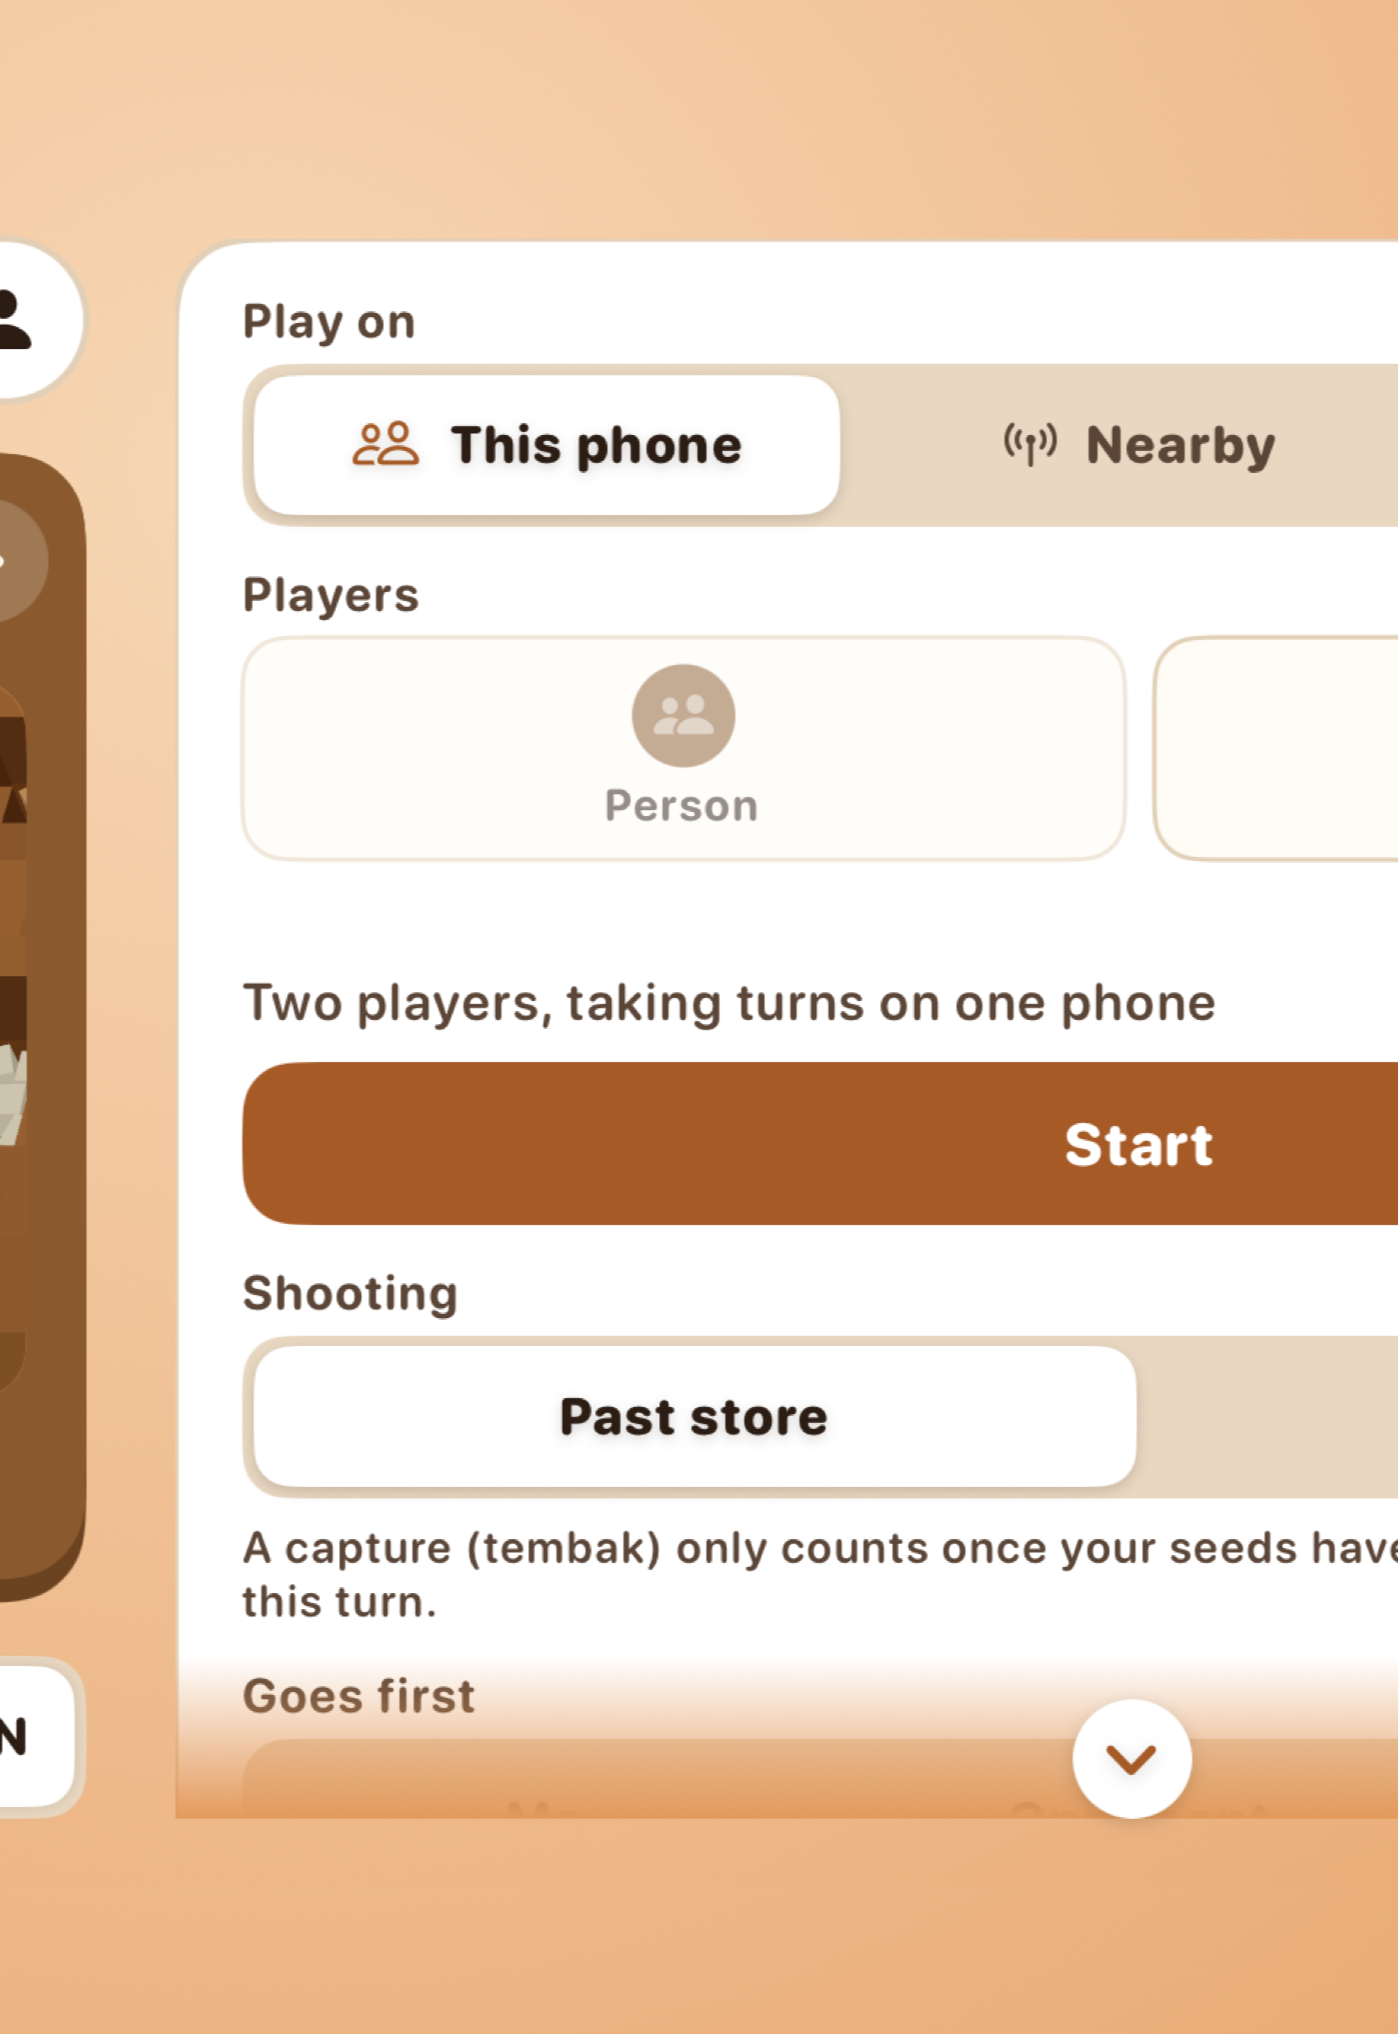 Play on
This phone
Nearby
Players
Person
Two players, taking turns on one phone
Start
Shooting
Past store
A capture (tembak) only counts once your seeds have
this turn.
Goes first
N